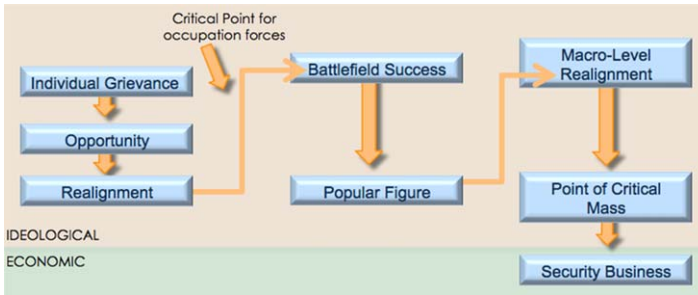 Critical Point for
occupation forces
Individual Grievance
Opportunity
Realignment
Battlefield Success
Popular Figure
Macro-Level
Realignment
Point of Critical
Mass
IDEOLOGICAL
ECONOMIC
Security Business